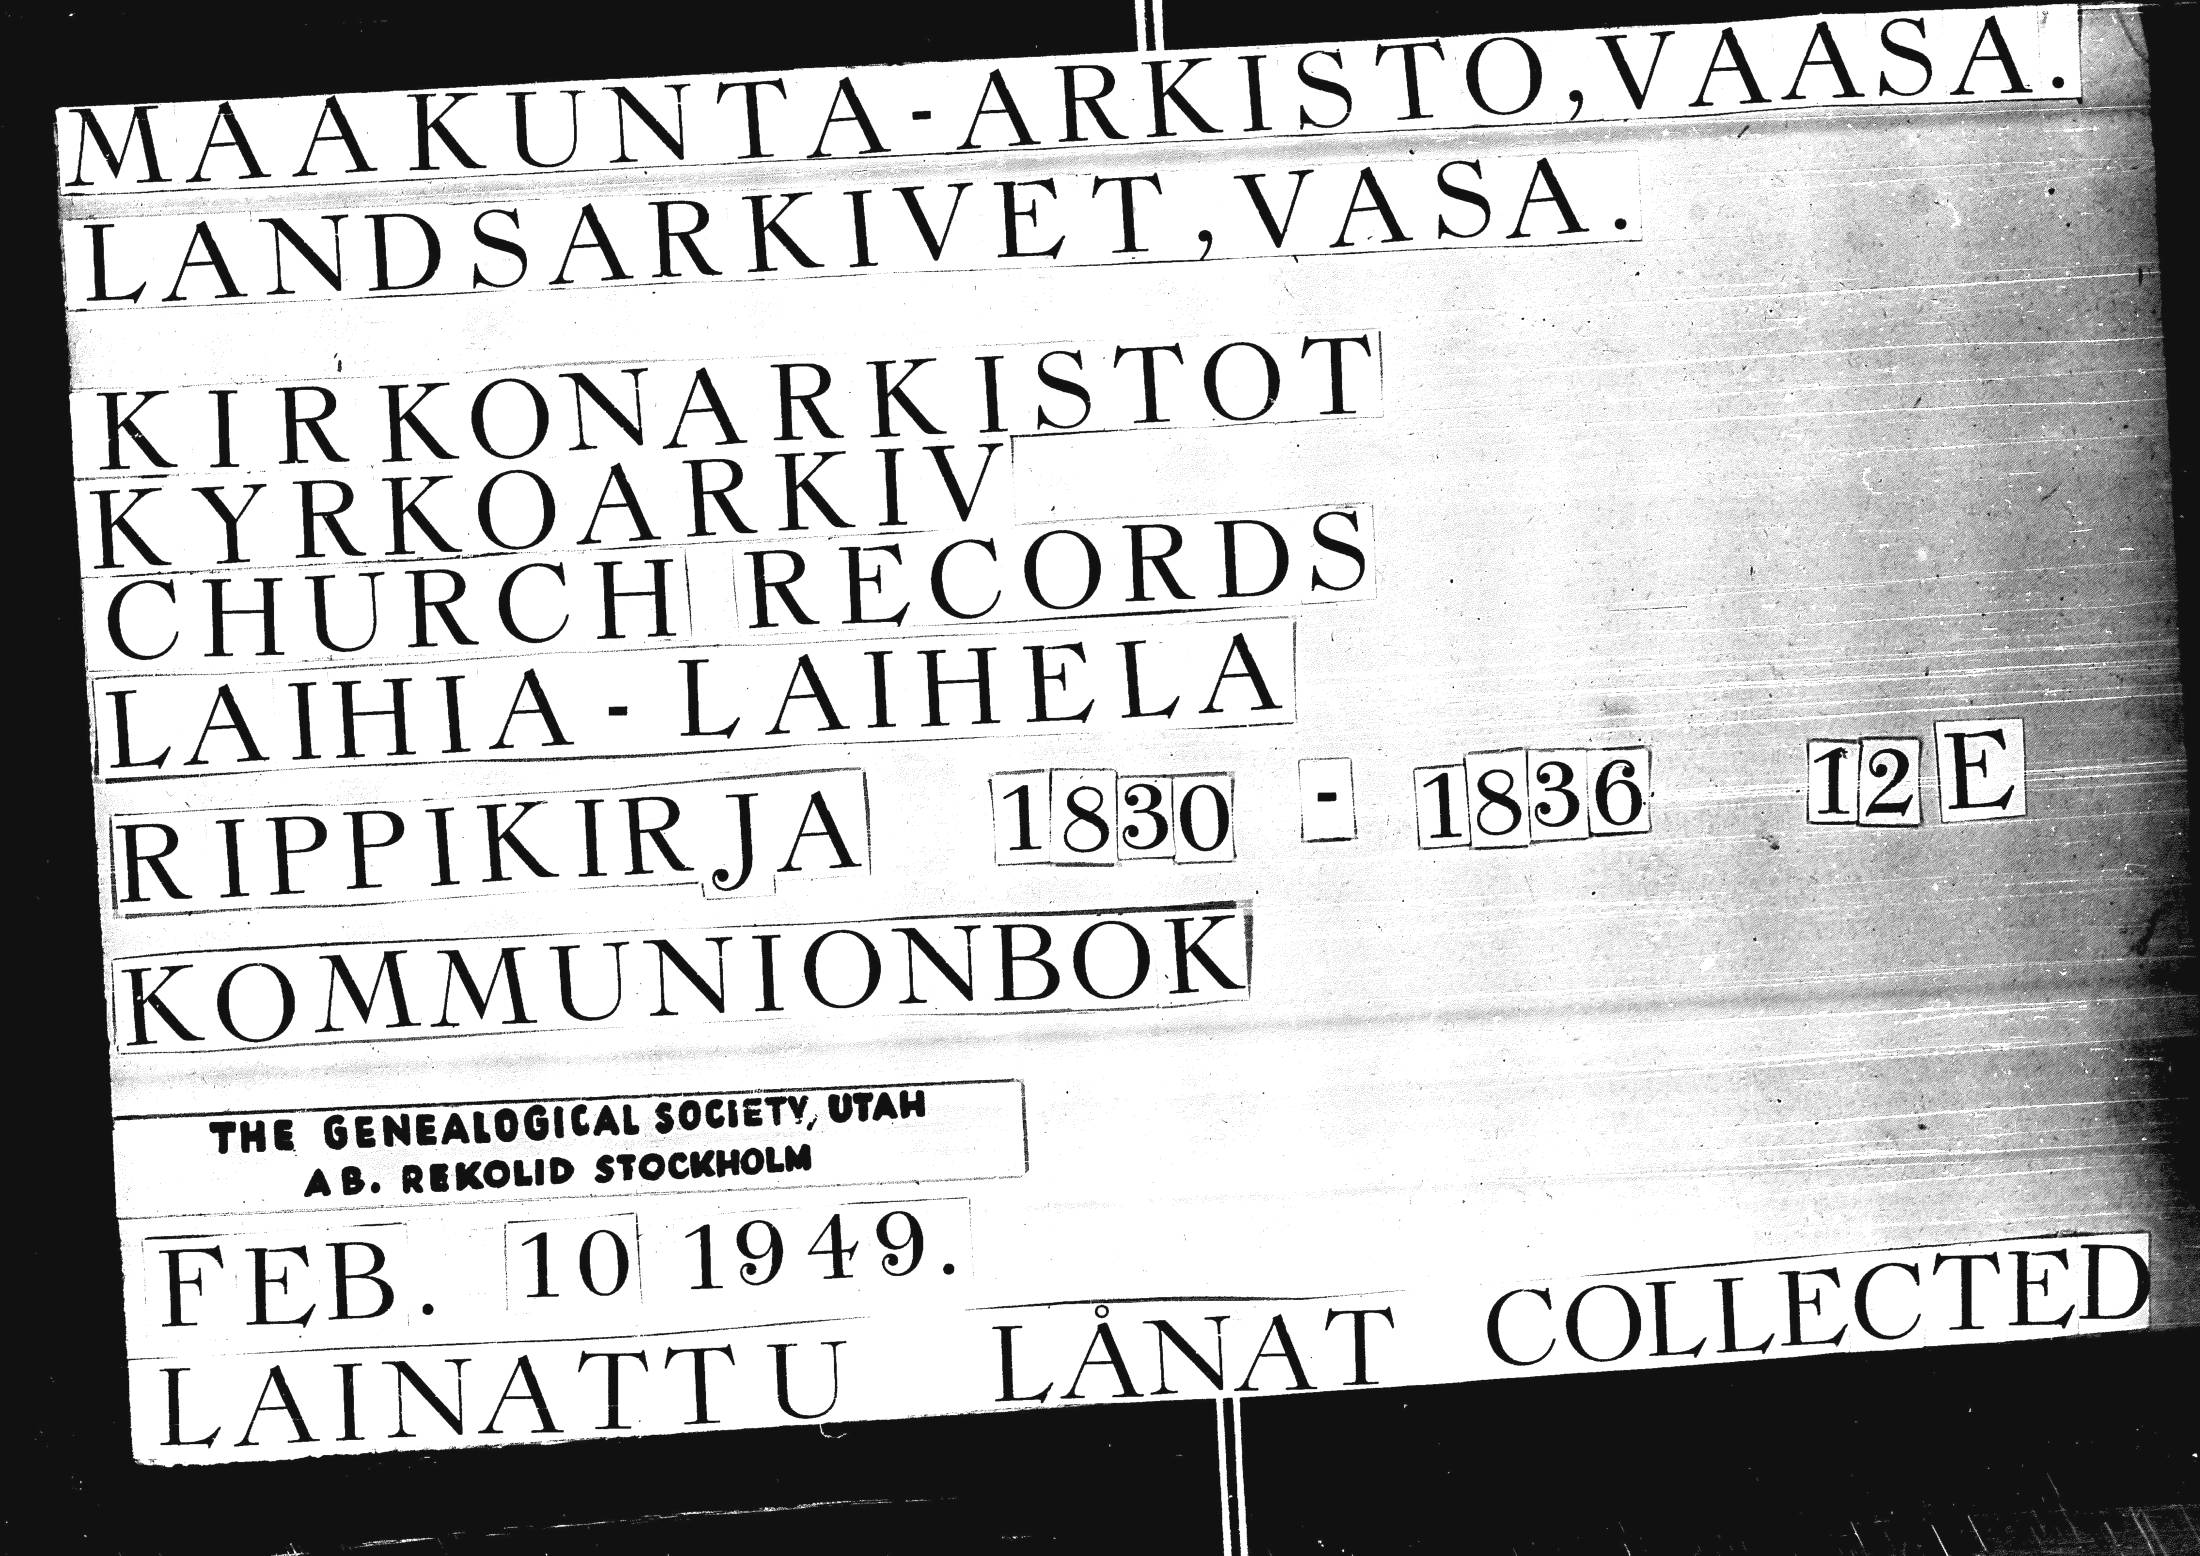 MAAKUNTA-ARKISTO, VAASA.
LANDSARKIVET, VASA.
KIRKONARKISTOT
KYRKOARKIV
CHURCH RECORDS
LAIHIA - LAIHELA
RIPPIKIRJA 1830 - 1836 12 E
KOMMUNIONBOK
THE GENEALOGICAL SOCIETY, UTAH
AB. REKOLID STOCKHOLM
FEB. 10 1949.
LAINATTU LÅNAT COLLECTED